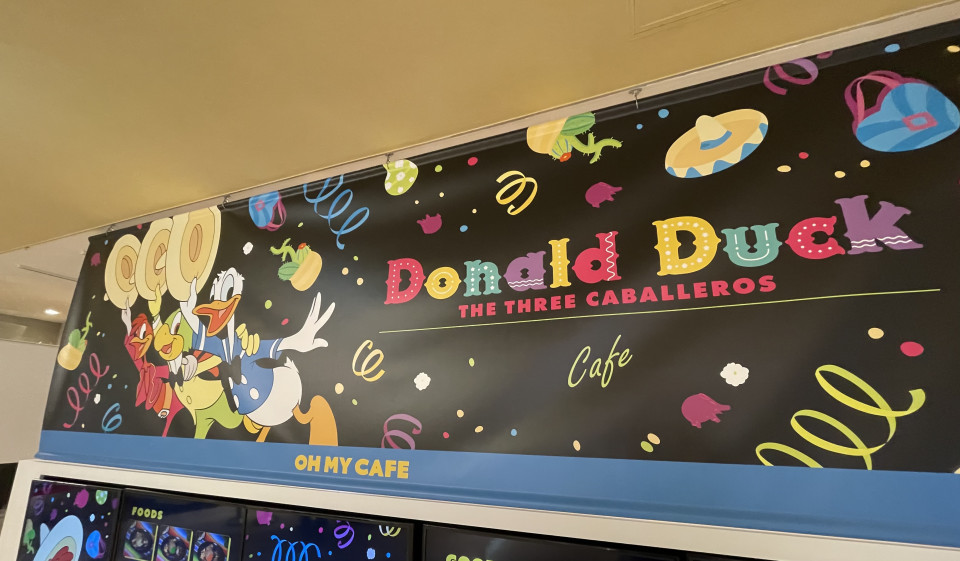 Donald Duck
THE THREE CABALLEROS
Cafe
OH MY CAFE
FOODS